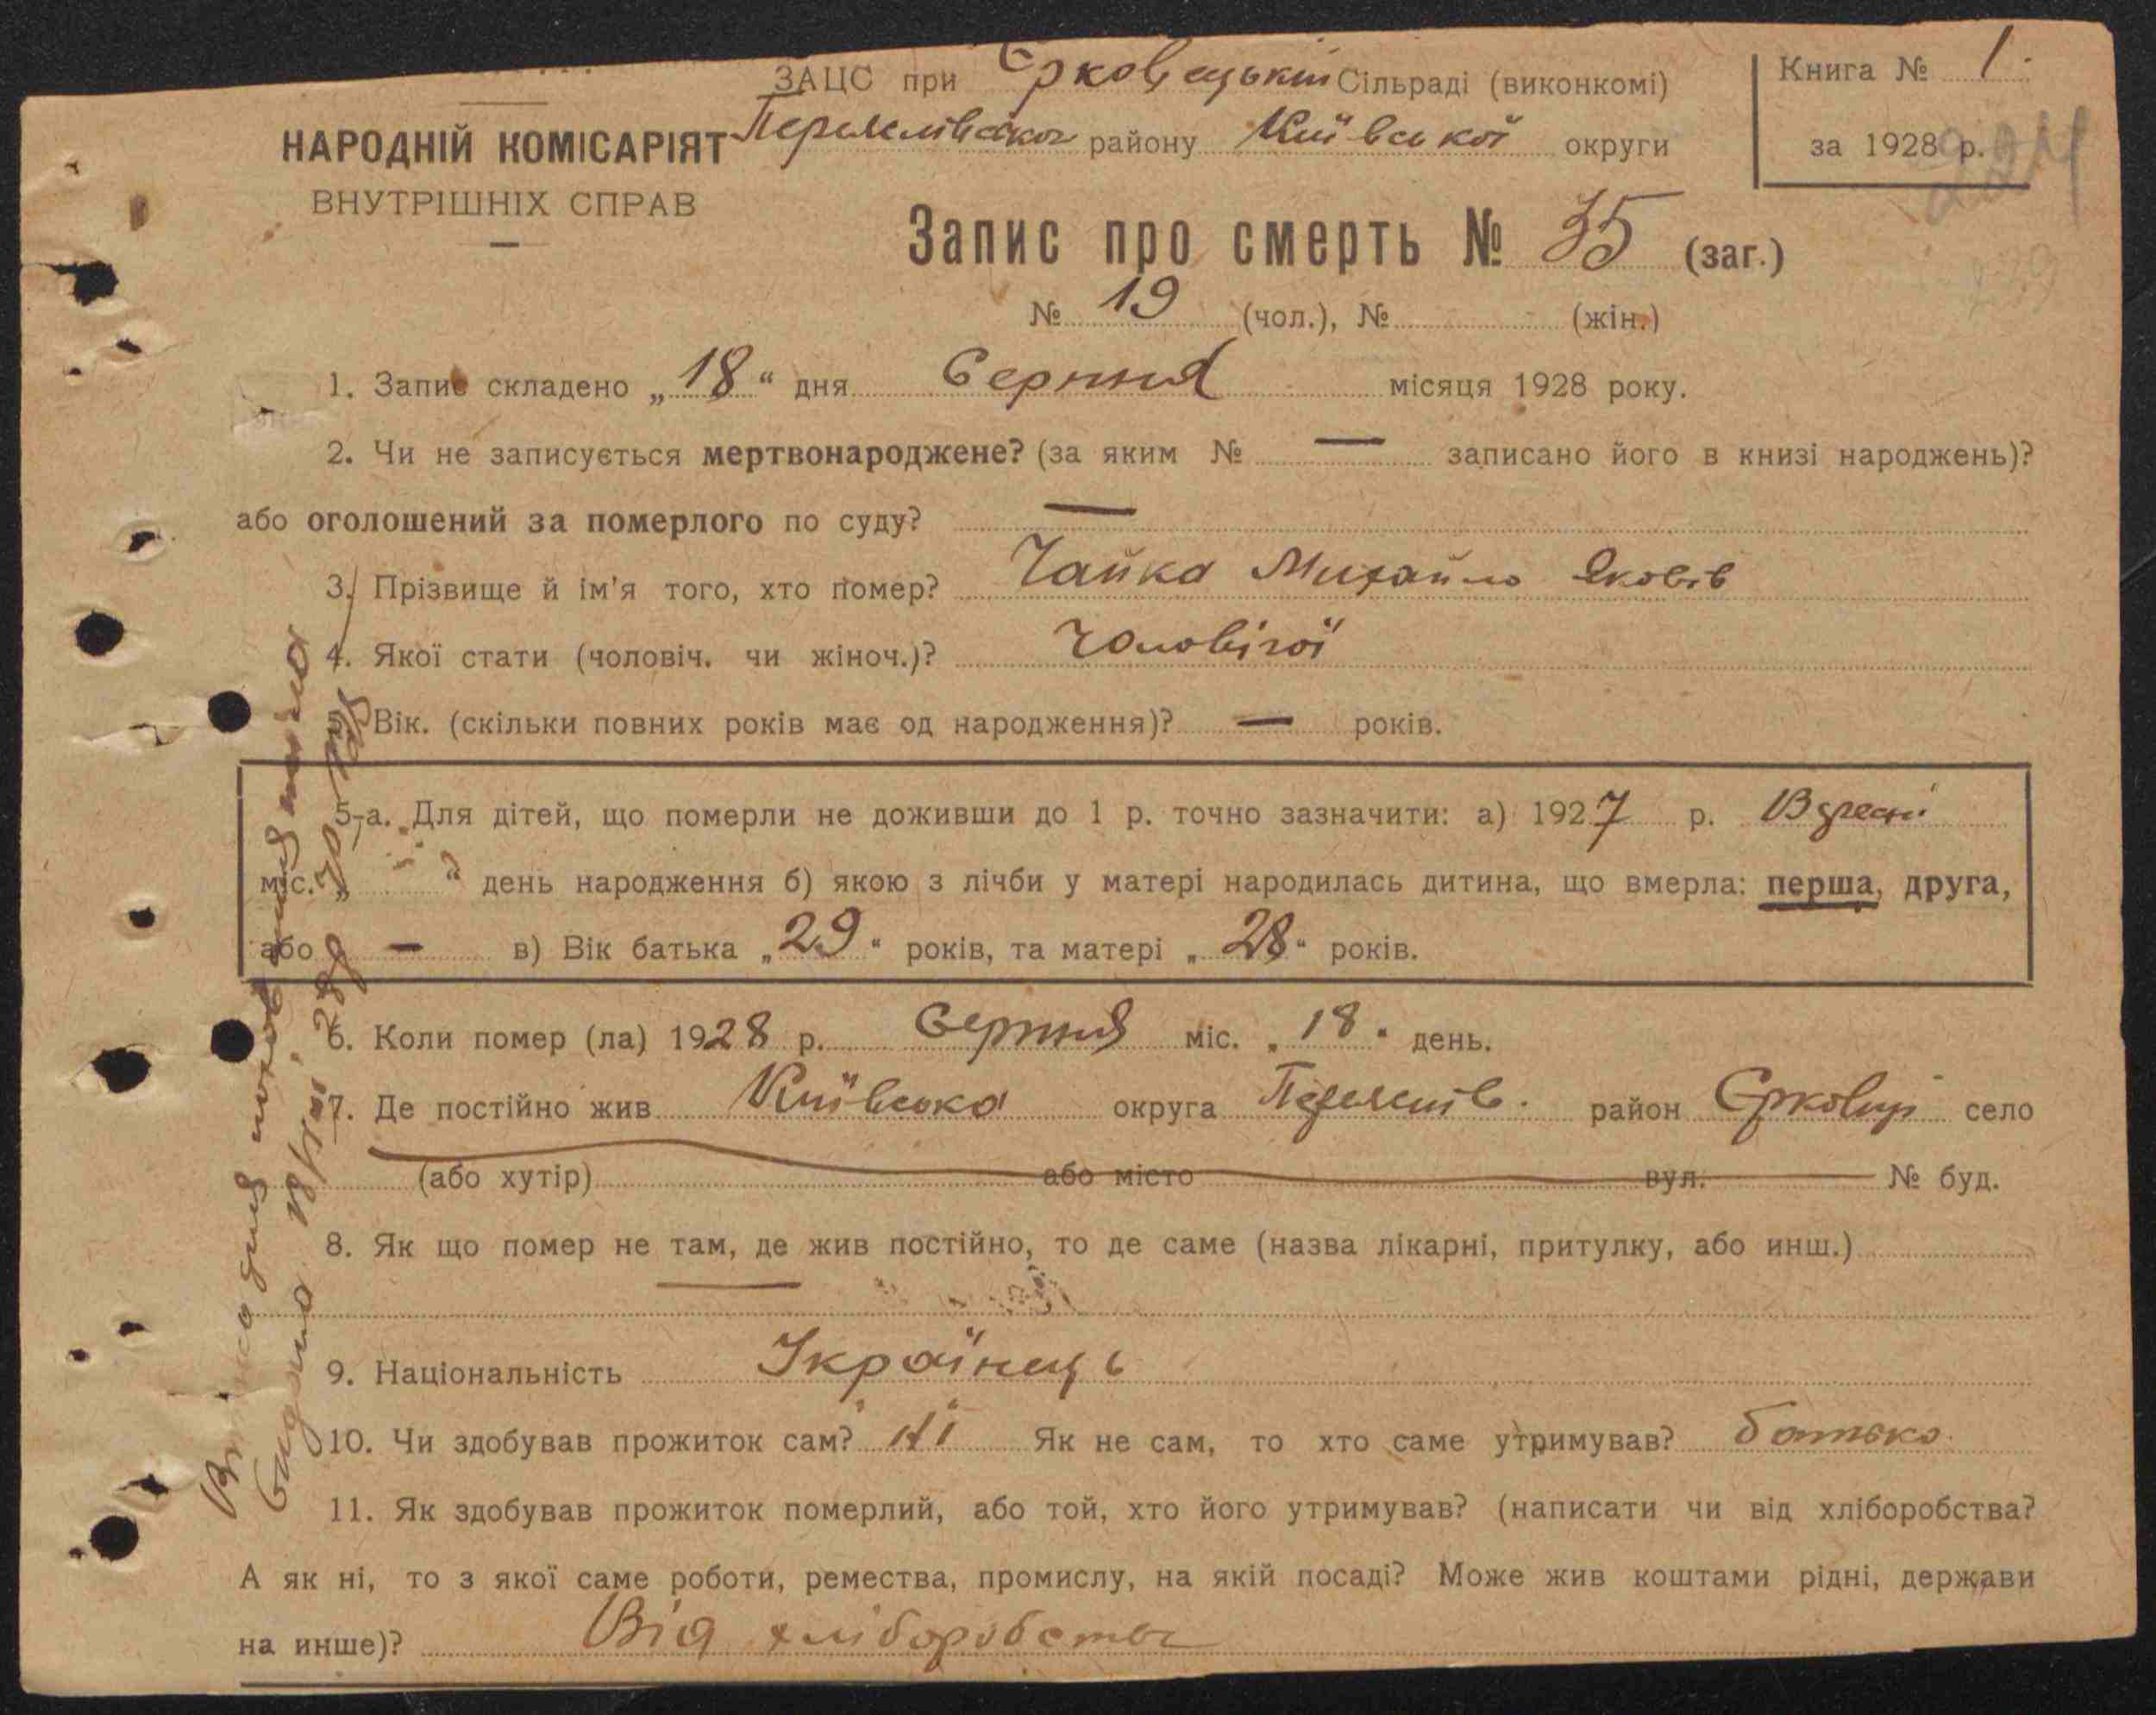 ЗАЦС при Єрковецькій Сільраді (виконкомі)
Книга № 1.
НАРОДНІЙ КОМІСАРІЯТ
району Київської округи
за 1928 р.
224
ВНУТРІШНІХ СПРАВ
Запис про смерть № 35 (заг.)
№ 19 (чол.), № (жін.)
1. Запис складено „18“ дня Серпня місяця 1928 року.
2. Чи не записується мертвонароджене? (за яким № — записано його в книзі народжень)?
або оголошений за померлого по суду? —
3. Прізвище й ім'я того, хто помер? Чайка Михайло Яковів
4. Якої стати (чоловіч. чи жіноч.)? Чоловічої
5. Вік. (скільки повних років має од народження)? — років.
5-а. Для дітей, що померли не доживши до 1 р. точно зазначити: а) 1927 р.
міс. „ “ день народження б) якою з лічби у матері народилась дитина, що вмерла: перша, друга,
або — в) Вік батька „29“ років, та матері „28“ років.
6. Коли помер (ла) 1928 р. Серпня міс. „18“ день.
7. Де постійно жив Київська округа район Єрковці село
(або хутір) або місто вул. № буд.
8. Як що помер не там, де жив постійно, то де саме (назва лікарні, притулку, або инш.)
—
9. Національність Українець
10. Чи здобував прожиток сам? Ні Як не сам, то хто саме утримував? батько
11. Як здобував прожиток померлий, або той, хто його утримував? (написати чи від хліборобства?
А як ні, то з якої саме роботи, ремества, промислу, на якій посаді? Може жив коштами рідні, держави
на инше)? Від хліборобства